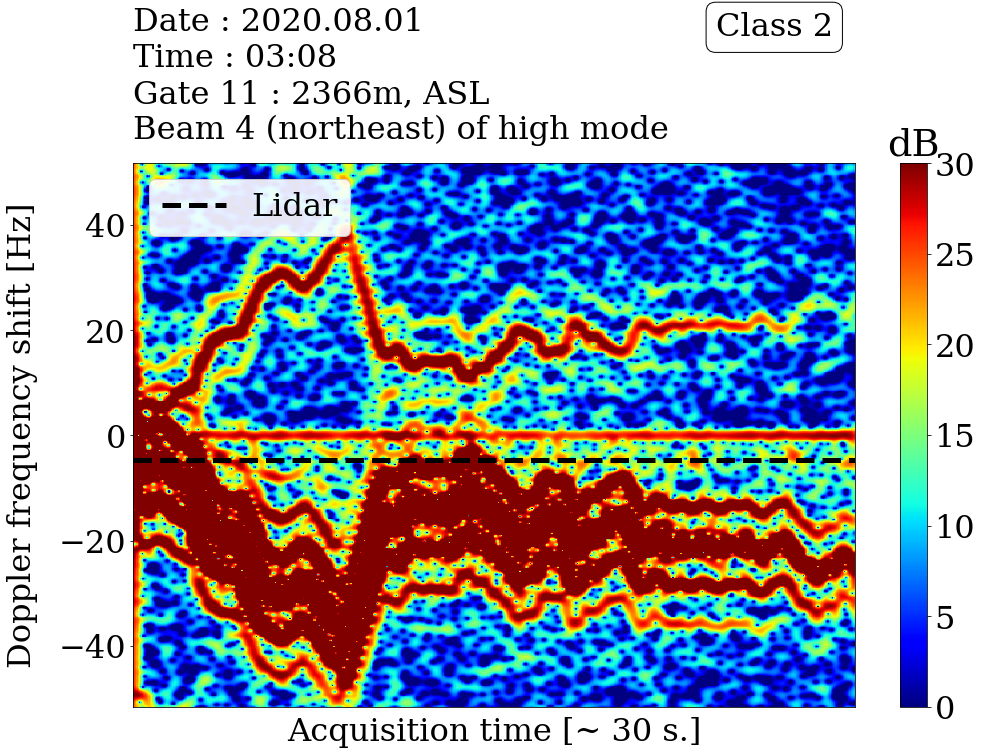 Date : 2020.08.01
Time : 03:08
Gate 11 : 2366m, ASL
Beam 4 (northeast) of high mode
Class 2
dB
Lidar
Doppler frequency shift [Hz]
40
20
0
−20
−40
30
25
20
15
10
5
0
Acquisition time [~ 30 s.]